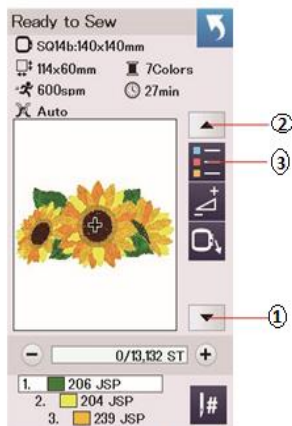 Ready to Sew
SQ14b:140x140mm
114x60mm 7Colors
600spm 27min
Auto
②
③
①
− 0/13,132 ST +
1. 206 JSP
2. 204 JSP
3. 239 JSP
#